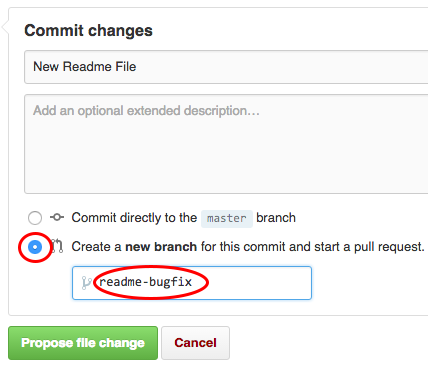 Commit changes
New Readme File
Add an optional extended description…
Commit directly to the master branch
Create a new branch for this commit and start a pull request.
readme-bugfix
Propose file change Cancel